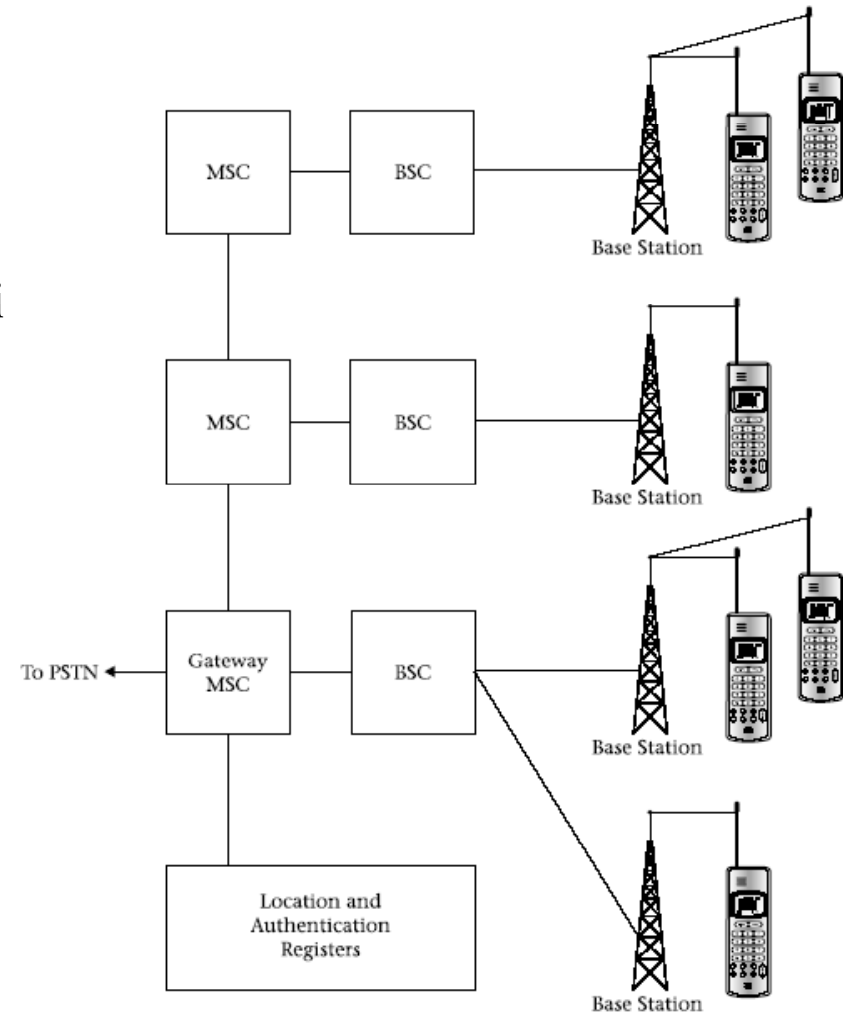 MSC
BSC
Base Station
i
MSC
BSC
Base Station
To PSTN
Gateway
MSC
BSC
Base Station
Location and
Authentication
Registers
Base Station